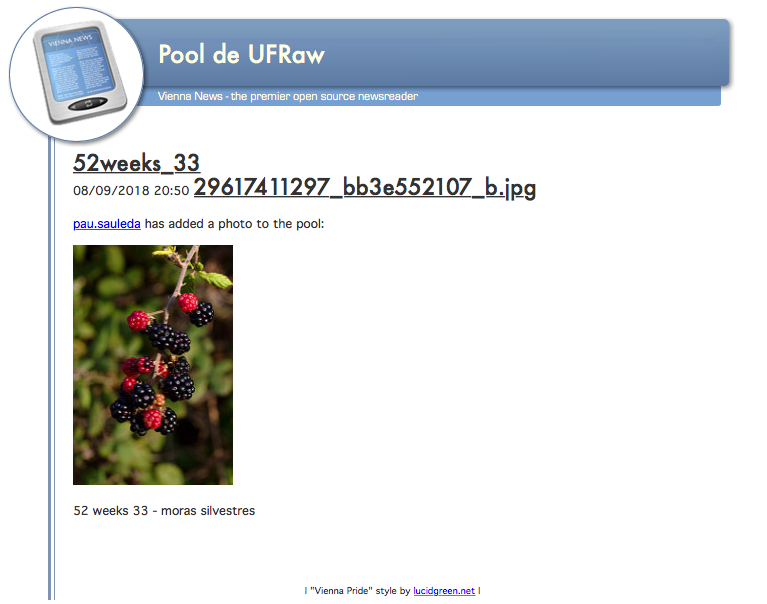 VIENNA NEWS
Pool de UFRaw
Vienna News - the premier open source newsreader
52weeks_33
08/09/2018 20:50 29617411297_bb3e552107_b.jpg
pau.sauleda has added a photo to the pool:
52 weeks 33 - moras silvestres
| "Vienna Pride" style by lucidgreen.net |